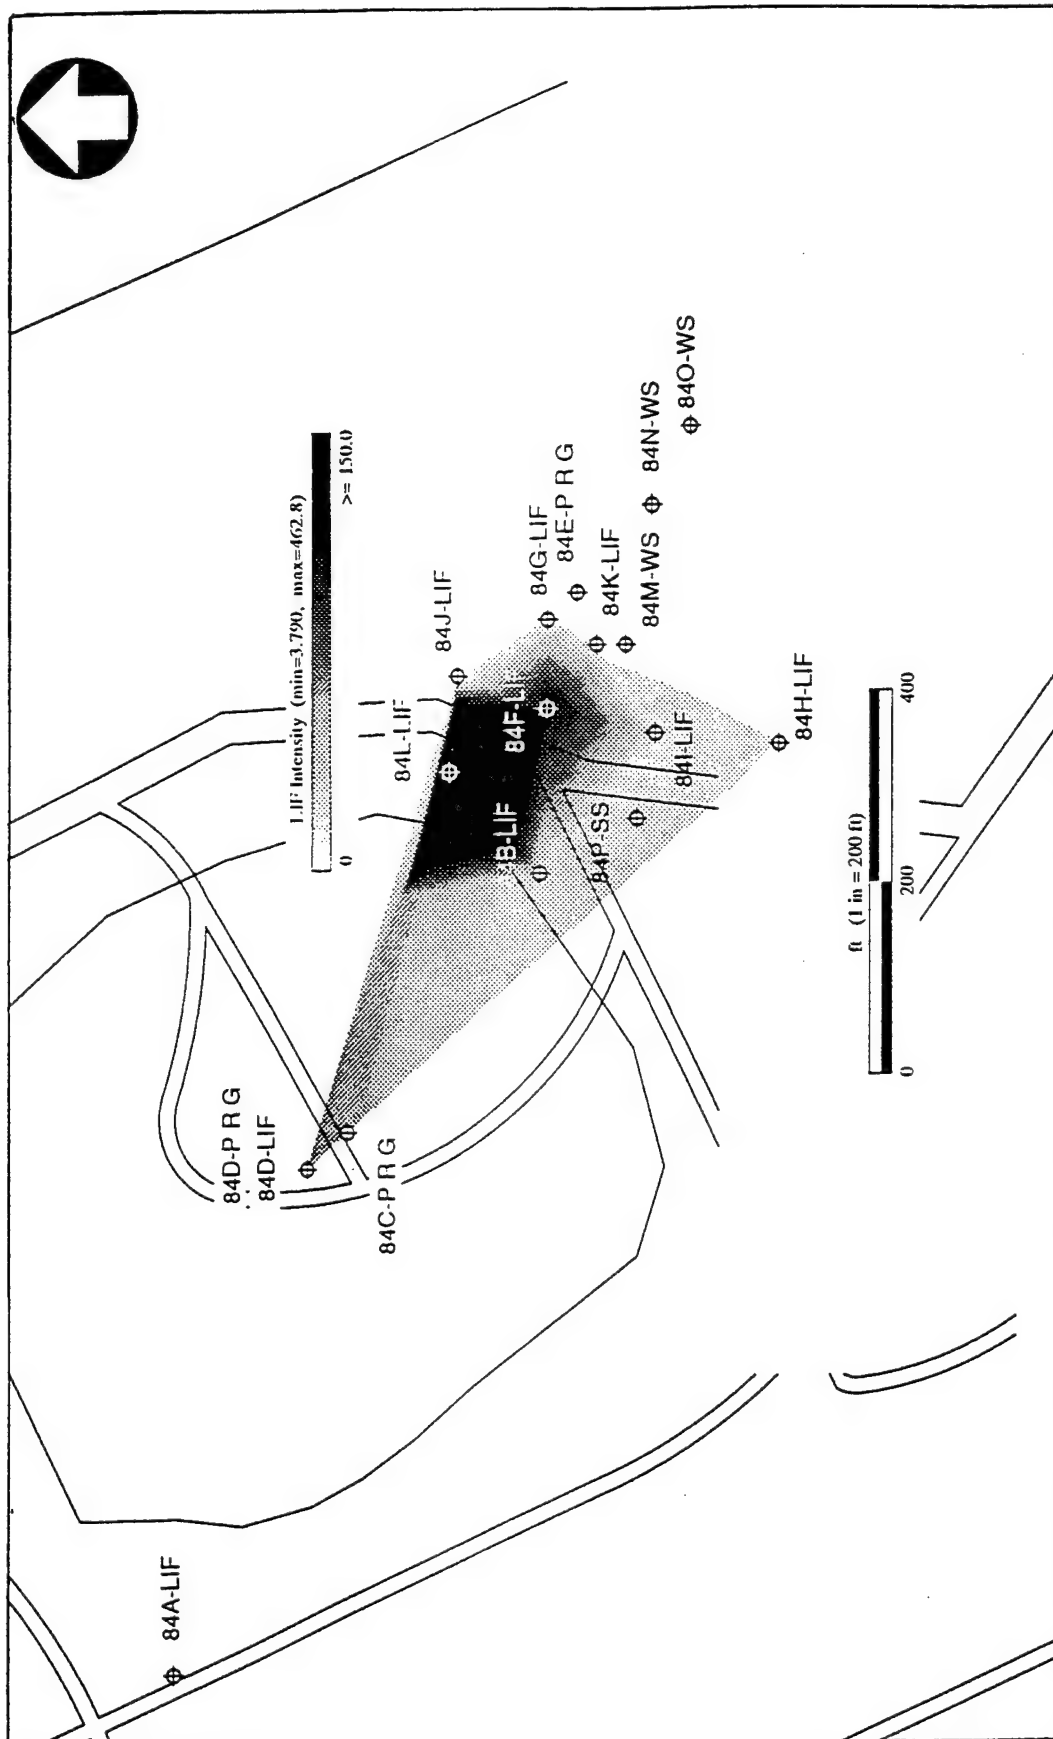 LIF Intensity (min=3.790, max=462.8)
0
>= 150.0
84A-LIF
84D-P R G
84D-LIF
84C-P R G
84L-LIF
84J-LIF
84F-LI
B-LIF
84G-LIF
84E-P R G
84K-LIF
84M-WS
84N-WS
84O-WS
84P-SS
84I-LIF
84H-LIF
ft (1 in = 200 ft)
0
200
400